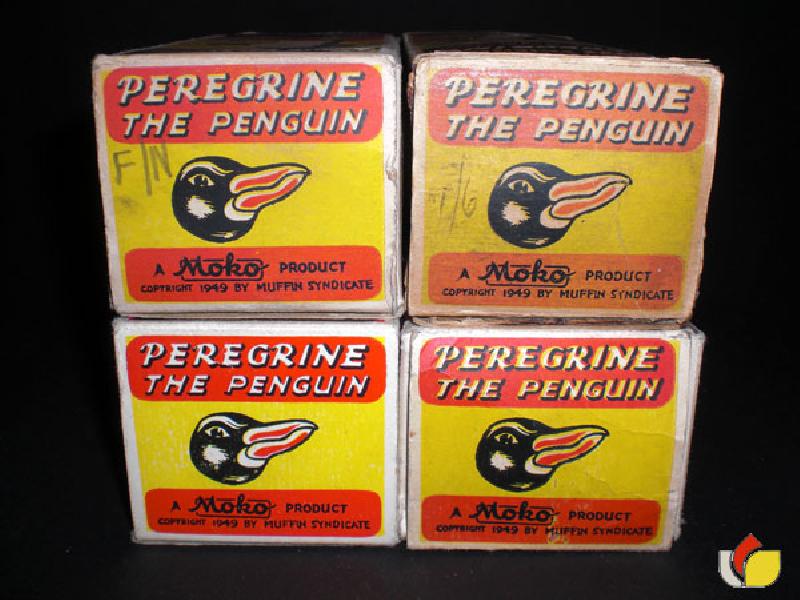 PEREGRINE
THE PENGUIN
F/N
A Moko PRODUCT
COPYRIGHT 1949 BY MUFFIN SYNDICATE
PEREGRINE
THE PENGUIN
A Moko PRODUCT
COPYRIGHT 1949 BY MUFFIN SYNDICATE
PEREGRINE
THE PENGUIN
A Moko PRODUCT
COPYRIGHT 1949 BY MUFFIN SYNDICATE
PEREGRINE
THE PENGUIN
A Moko PRODUCT
COPYRIGHT 1949 BY MUFFIN SYNDICATE